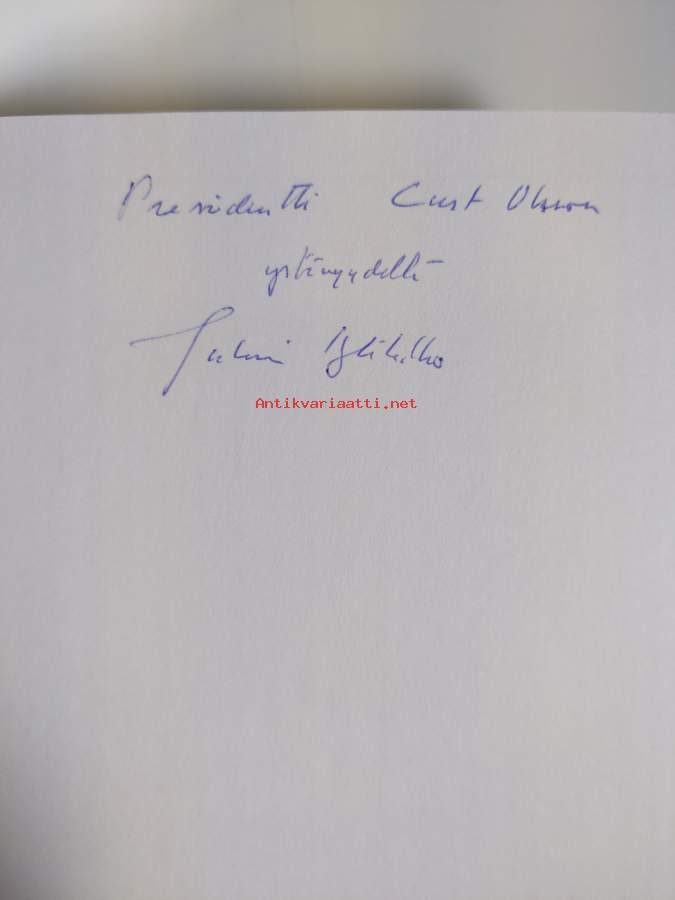 Presidentti Curt Olsson
ystävyydellä
Antikvariaatti.net